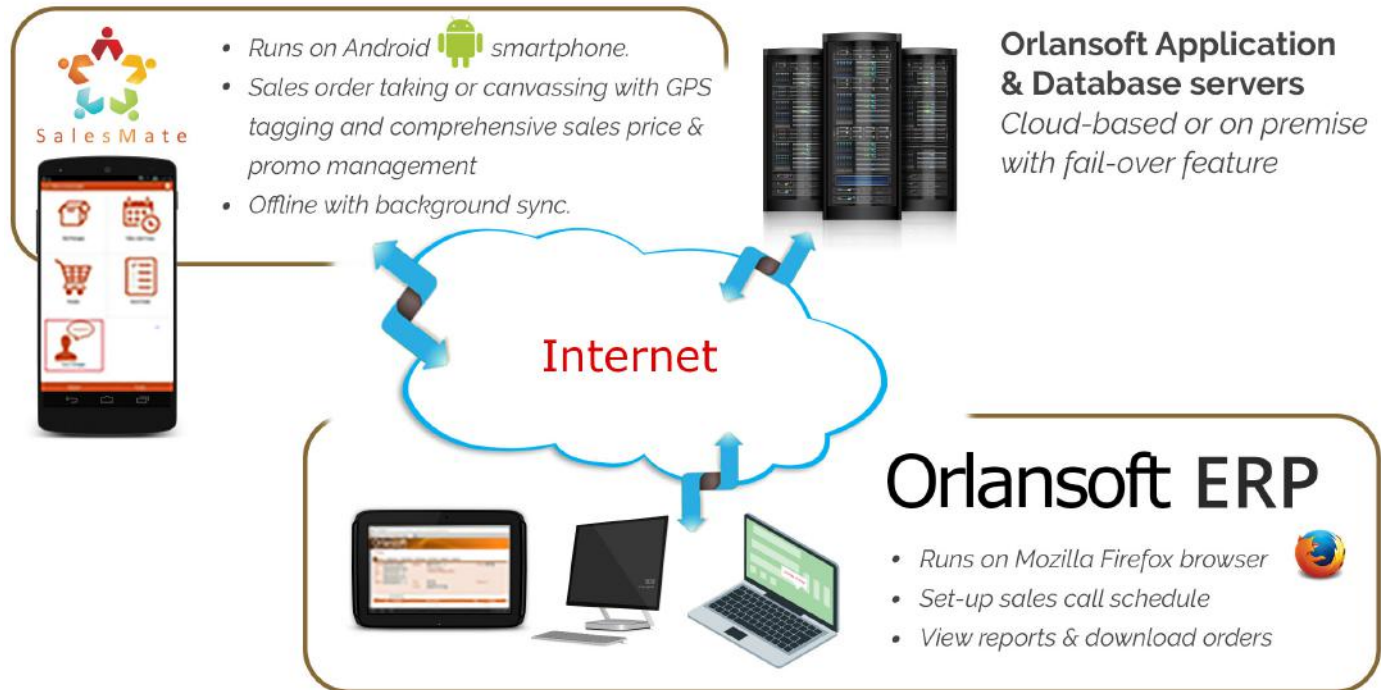 SalesMate
• Runs on Android smartphone.
• Sales order taking or canvassing with GPS
tagging and comprehensive sales price &
promo management
• Offline with background sync.
Orlansoft Application
& Database servers
Cloud-based or on premise
with fail-over feature
Internet
Orlansoft ERP
• Runs on Mozilla Firefox browser
• Set-up sales call schedule
• View reports & download orders
Orlansoft